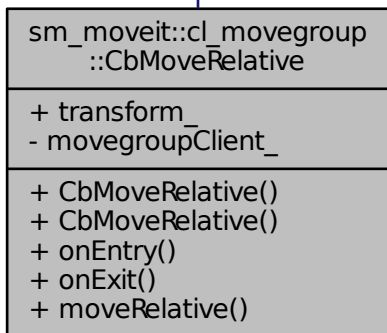 sm_moveit::cl_movegroup
::CbMoveRelative
+ transform_
- movegroupClient_
+ CbMoveRelative()
+ CbMoveRelative()
+ onEntry()
+ onExit()
+ moveRelative()